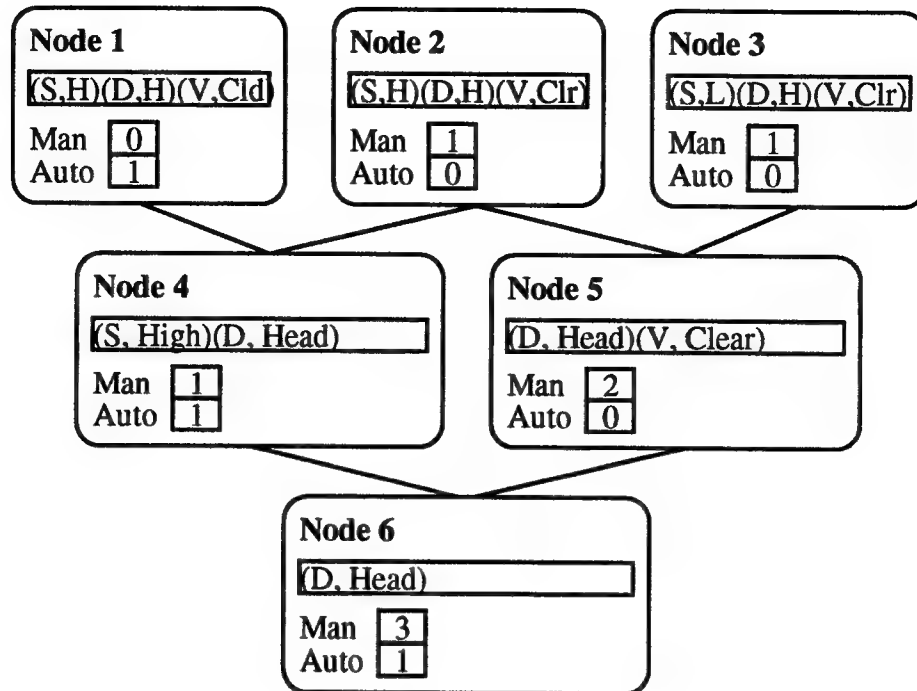 Node 1
(S,H)(D,H)(V,Cld
Man 0
Auto 1
Node 2
(S,H)(D,H)(V,Clr)
Man 1
Auto 0
Node 3
(S,L)(D,H)(V,Clr)
Man 1
Auto 0
Node 4
(S, High)(D, Head)
Man 1
Auto 1
Node 5
(D, Head)(V, Clear)
Man 2
Auto 0
Node 6
(D, Head)
Man 3
Auto 1